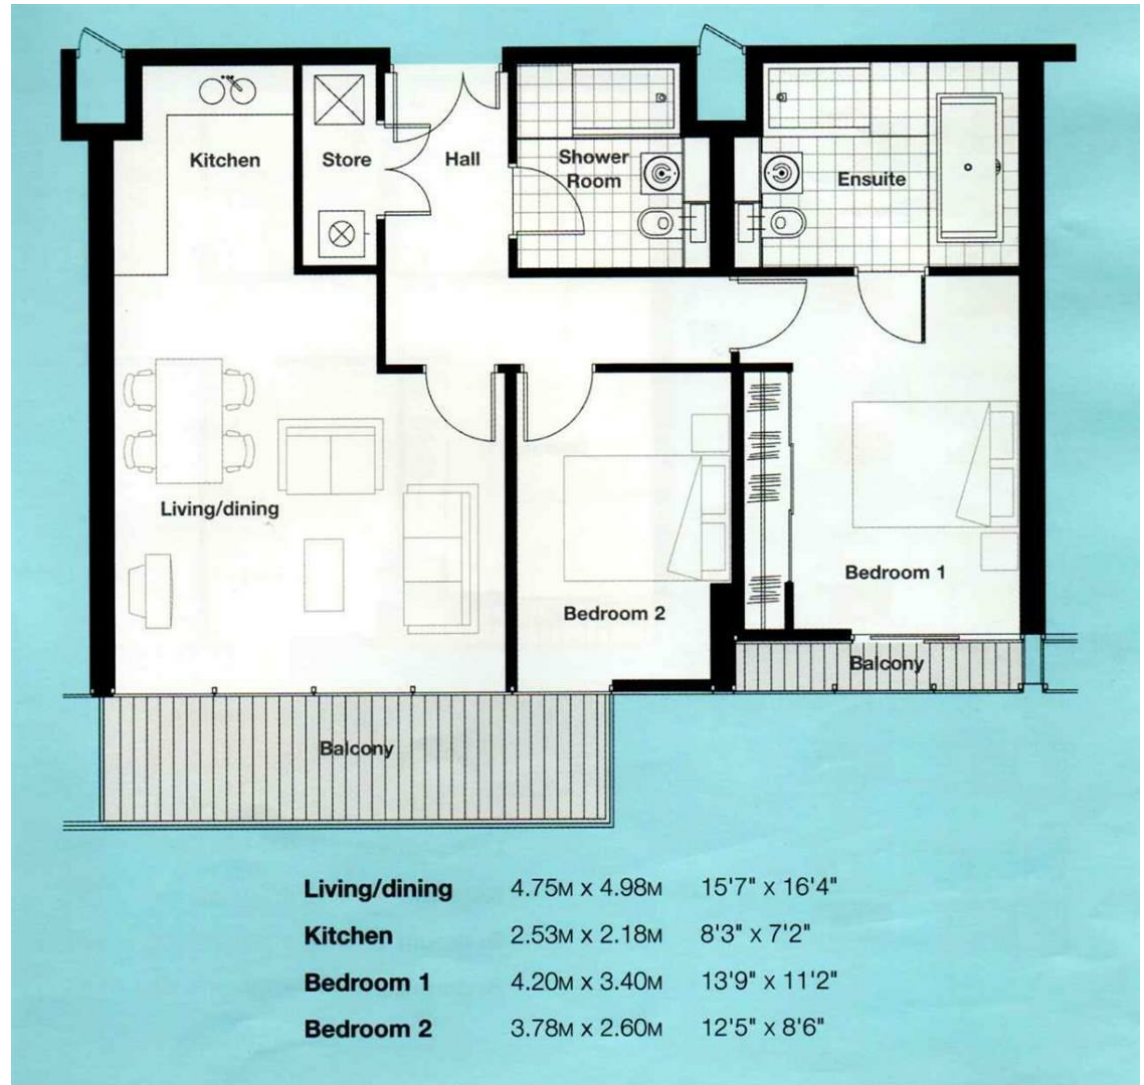 Kitchen
Store
Hall
Shower
Room
Ensuite
Living/dining
Bedroom 2
Bedroom 1
Balcony
Balcony
Living/dining 4.75M x 4.98M 15'7" x 16'4"
Kitchen 2.53M x 2.18M 8'3" x 7'2"
Bedroom 1 4.20M x 3.40M 13'9" x 11'2"
Bedroom 2 3.78M x 2.60M 12'5" x 8'6"